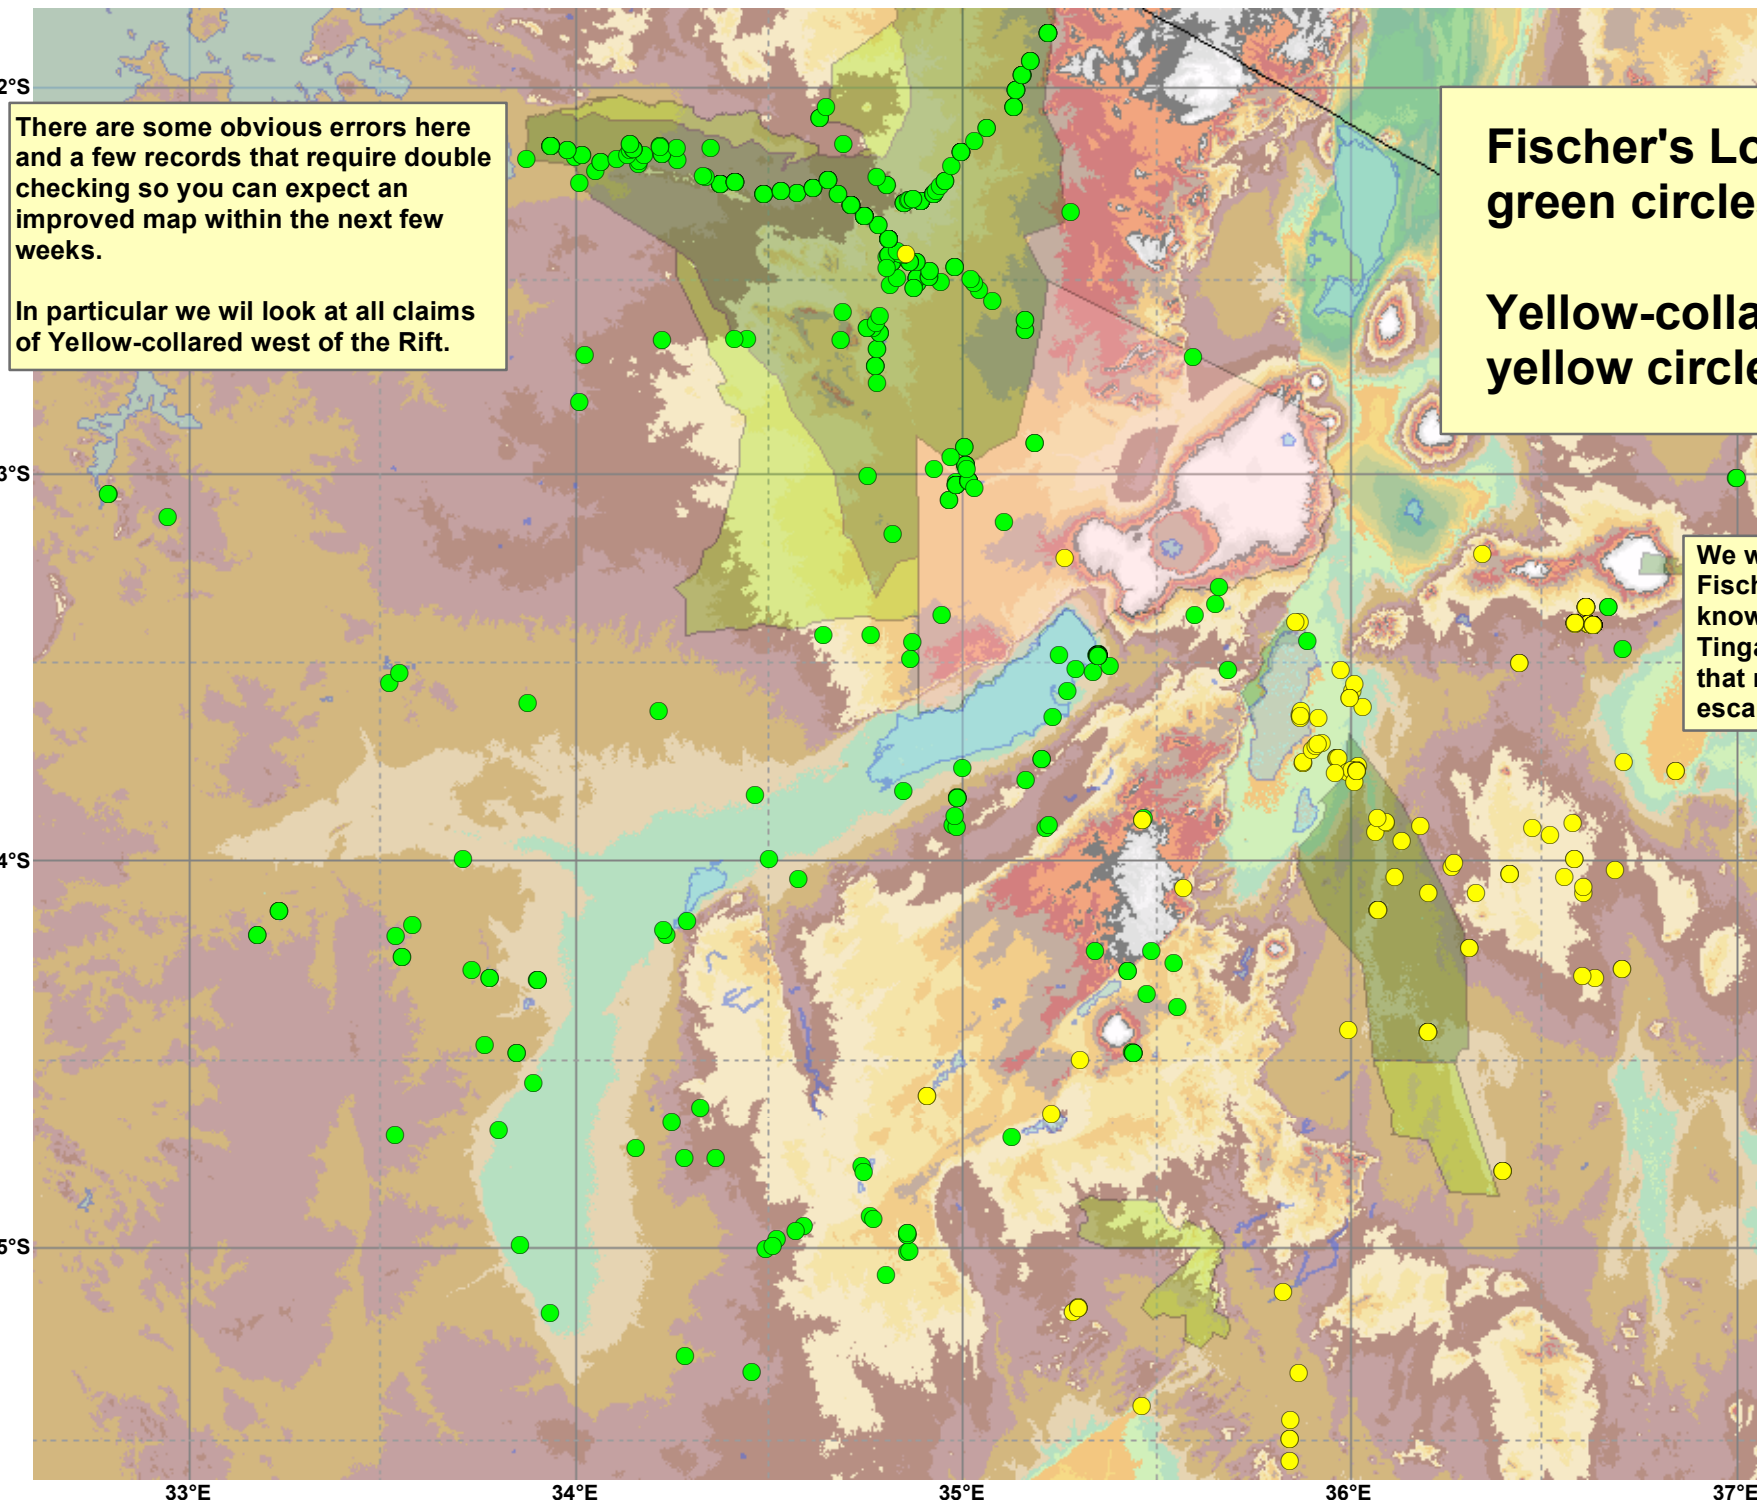 2°S
There are some obvious errors here
and a few records that require double
checking so you can expect an
improved map within the next few
weeks.
In particular we wil look at all claims
of Yellow-collared west of the Rift.
Fischer's Lo
green circle
Yellow-colla
yellow circle
3°S
We w
Fisch
know
Tinga
that r
esca
4°S
5°S
33°E
34°E
35°E
36°E
37°E